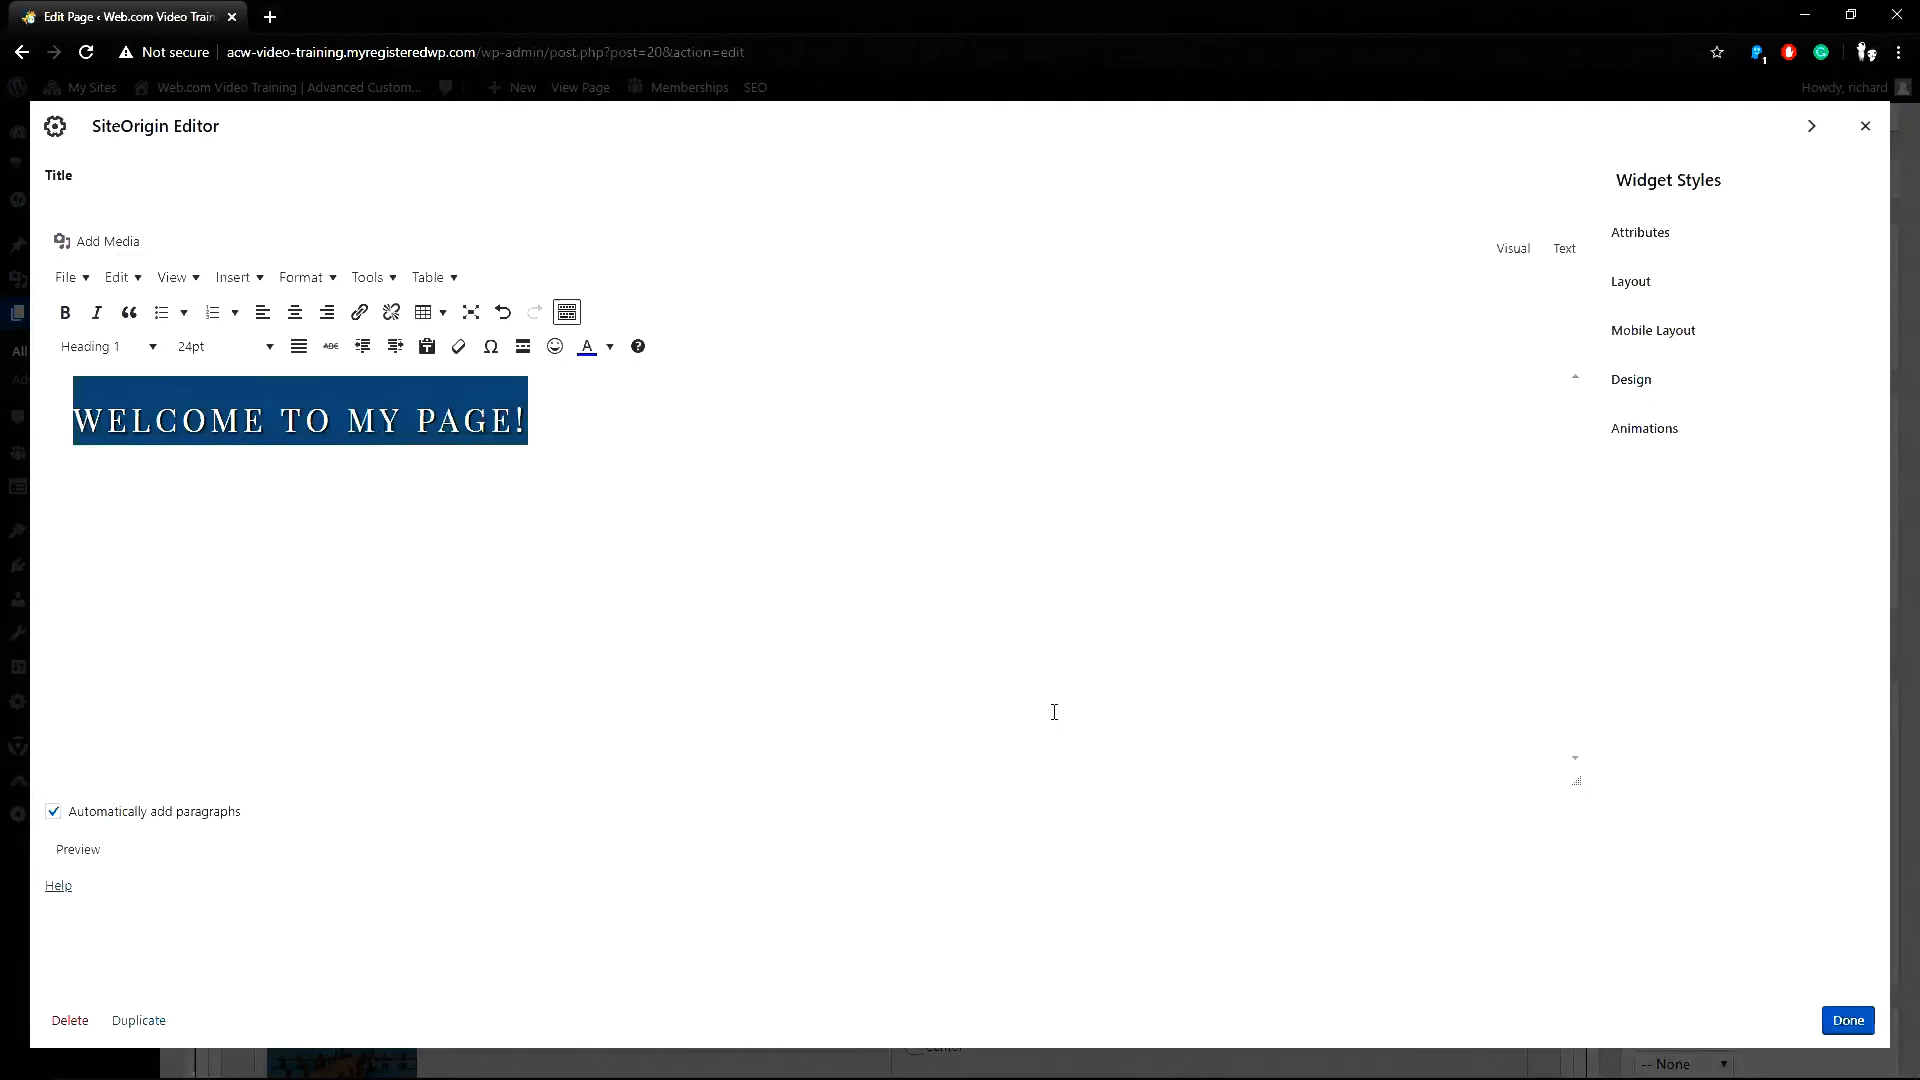 Edit Page ‹ Web.com Video Train
Not secure | acw-video-training.myregisteredwp.com/wp-admin/post.php?post=20&action=edit
1
My Sites Web.com Video Training | Advanced Custom... New View Page Memberships SEO Howdy, richard
SiteOrigin Editor
Title
Widget Styles
Add Media
Visual Text
Attributes
File Edit View Insert Format Tools Table
Layout
B I
Mobile Layout
Heading 1 24pt ABC Ω A
All
Design
WELCOME TO MY PAGE!
Animations
Automatically add paragraphs
Preview
Help
Delete Duplicate Done
-- None